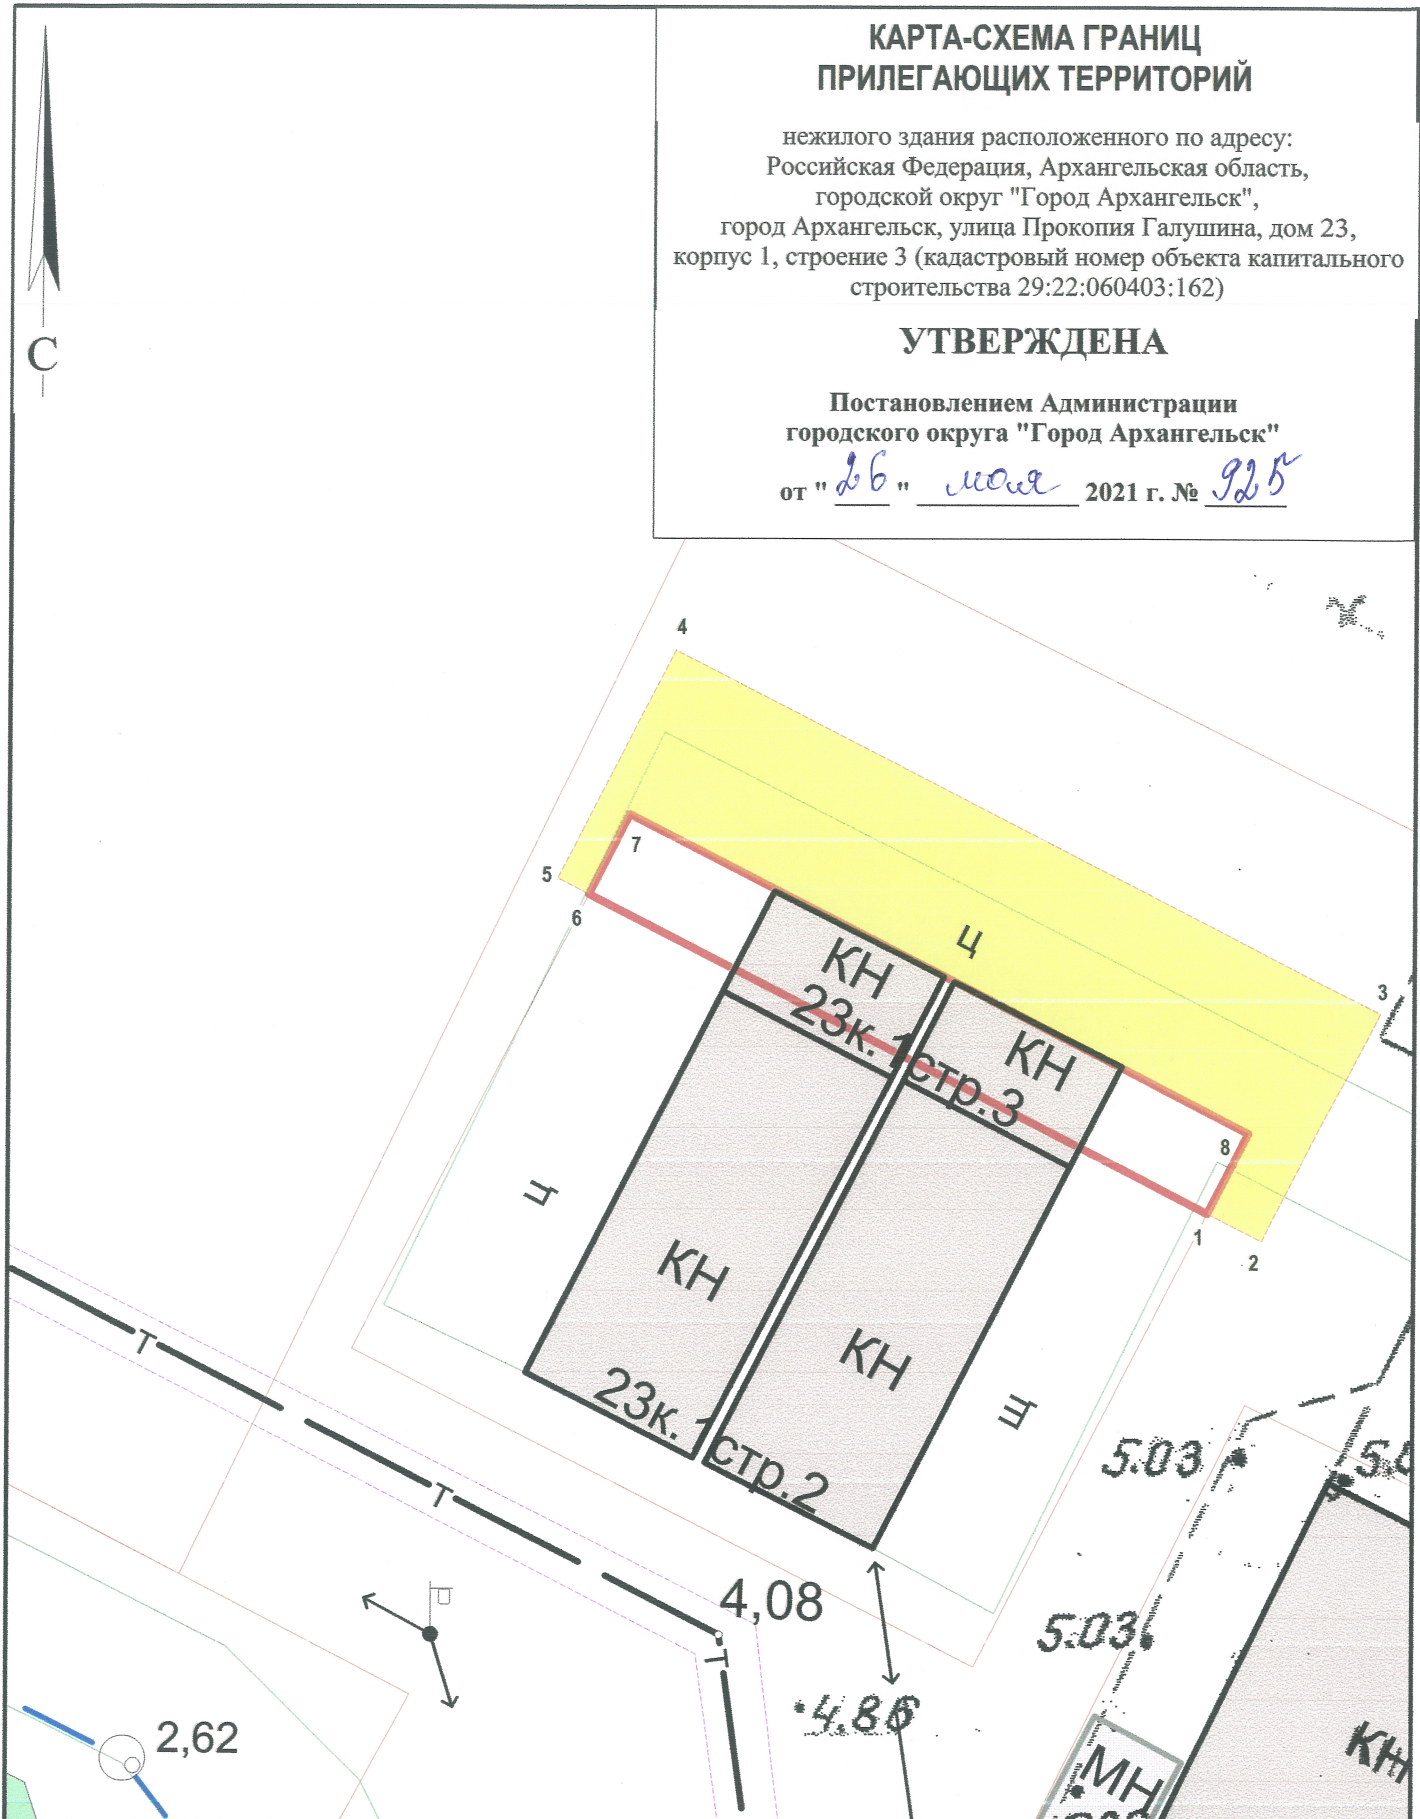 КАРТА-СХЕМА ГРАНИЦ
ПРИЛЕГАЮЩИХ ТЕРРИТОРИЙ
нежилого здания расположенного по адресу:
Российская Федерация, Архангельская область,
городской округ "Город Архангельск",
город Архангельск, улица Прокопия Галушина, дом 23,
корпус 1, строение 3 (кадастровый номер объекта капитального
строительства 29:22:060403:162)
УТВЕРЖДЕНА
Постановлением Администрации
городского округа "Город Архангельск"
от "26" мая 2021 г. № 925
С
4
7
5
6
Ц
3
КН
КН
23к.1стр.3
8
1
2
ц
КН
КН
щ
23к.1стр.2
Т
Т
5.03
5.0
4,08
Р
5.03
Т
4.86
2,62
КН
МН